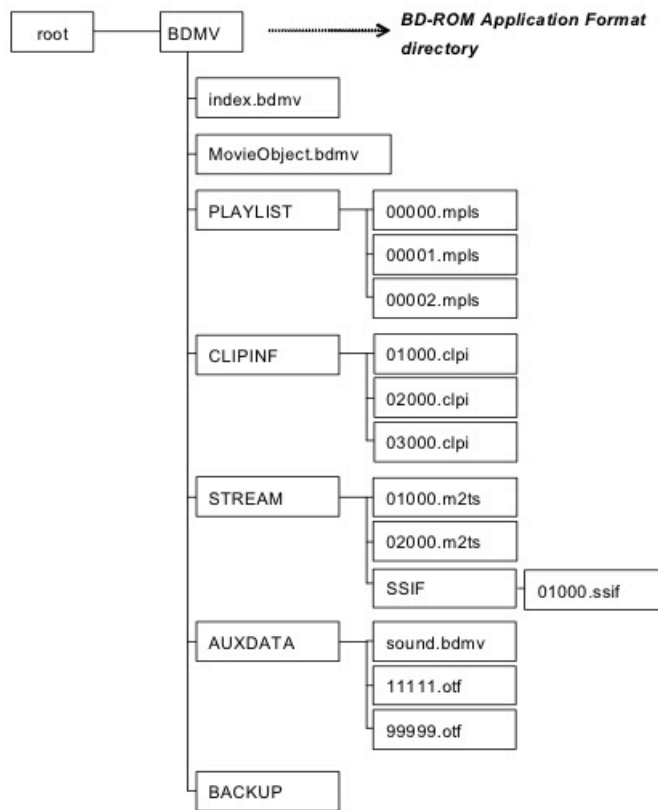 root
BDMV
BD-ROM Application Format
directory
index.bdmv
MovieObject.bdmv
PLAYLIST
00000.mpls
00001.mpls
00002.mpls
CLIPINF
01000.clpi
02000.clpi
03000.clpi
STREAM
01000.m2ts
02000.m2ts
SSIF
01000.ssif
AUXDATA
sound.bdmv
11111.otf
99999.otf
BACKUP